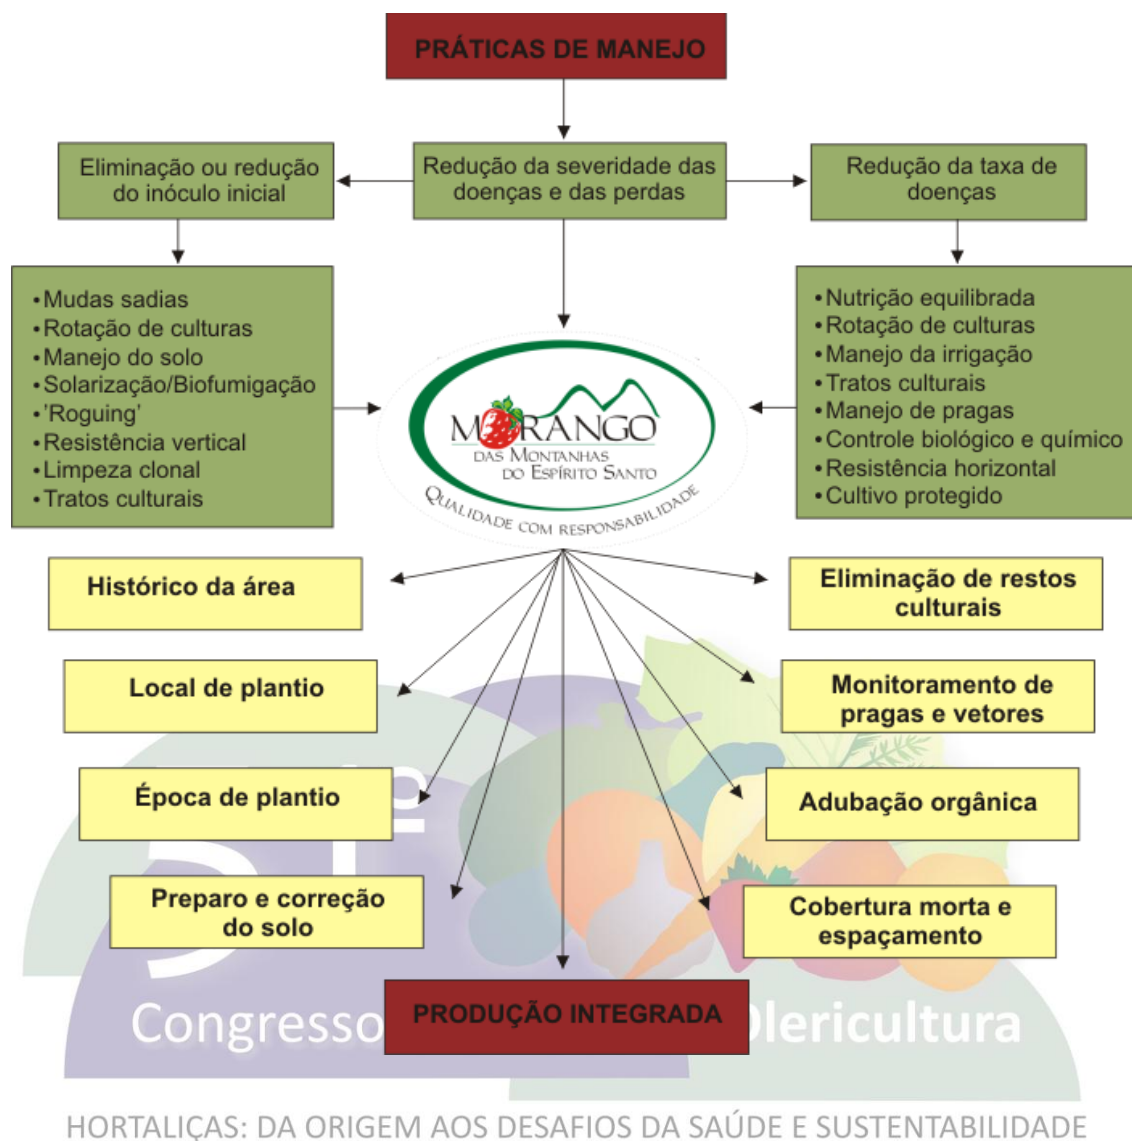 PRÁTICAS DE MANEJO
Eliminação ou redução
do inóculo inicial
Redução da severidade das
doenças e das perdas
Redução da taxa de
doenças
•Mudas sadias
•Rotação de culturas
•Manejo do solo
•Solarização/Biofumigação
•'Roguing'
•Resistência vertical
•Limpeza clonal
•Tratos culturais
•Nutrição equilibrada
•Rotação de culturas
•Manejo da irrigação
•Tratos culturais
•Manejo de pragas
•Controle biológico e químico
•Resistência horizontal
•Cultivo protegido
MORANGO
DAS MONTANHAS
DO ESPÍRITO SANTO
QUALIDADE COM RESPONSABILIDADE
Histórico da área
Eliminação de restos
culturais
Local de plantio
Monitoramento de
pragas e vetores
Época de plantio
Adubação orgânica
Preparo e correção
do solo
Cobertura morta e
espaçamento
PRODUÇÃO INTEGRADA
Congresso
Olericultura
HORTALIÇAS: DA ORIGEM AOS DESAFIOS DA SAÚDE E SUSTENTABILIDADE